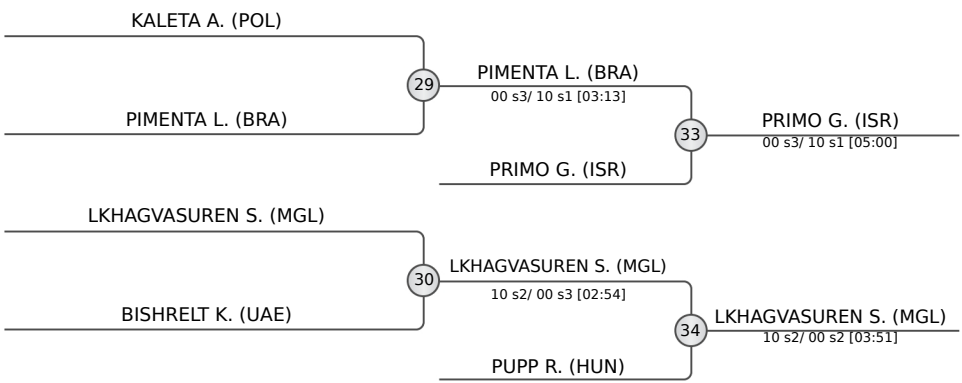 KALETA A. (POL)
29
PIMENTA L. (BRA)
PIMENTA L. (BRA)
00 s3/ 10 s1 [03:13]
33
PRIMO G. (ISR)
PRIMO G. (ISR)
00 s3/ 10 s1 [05:00]
LKHAGVASUREN S. (MGL)
30
BISHRELT K. (UAE)
LKHAGVASUREN S. (MGL)
10 s2/ 00 s3 [02:54]
34
PUPP R. (HUN)
LKHAGVASUREN S. (MGL)
10 s2/ 00 s2 [03:51]